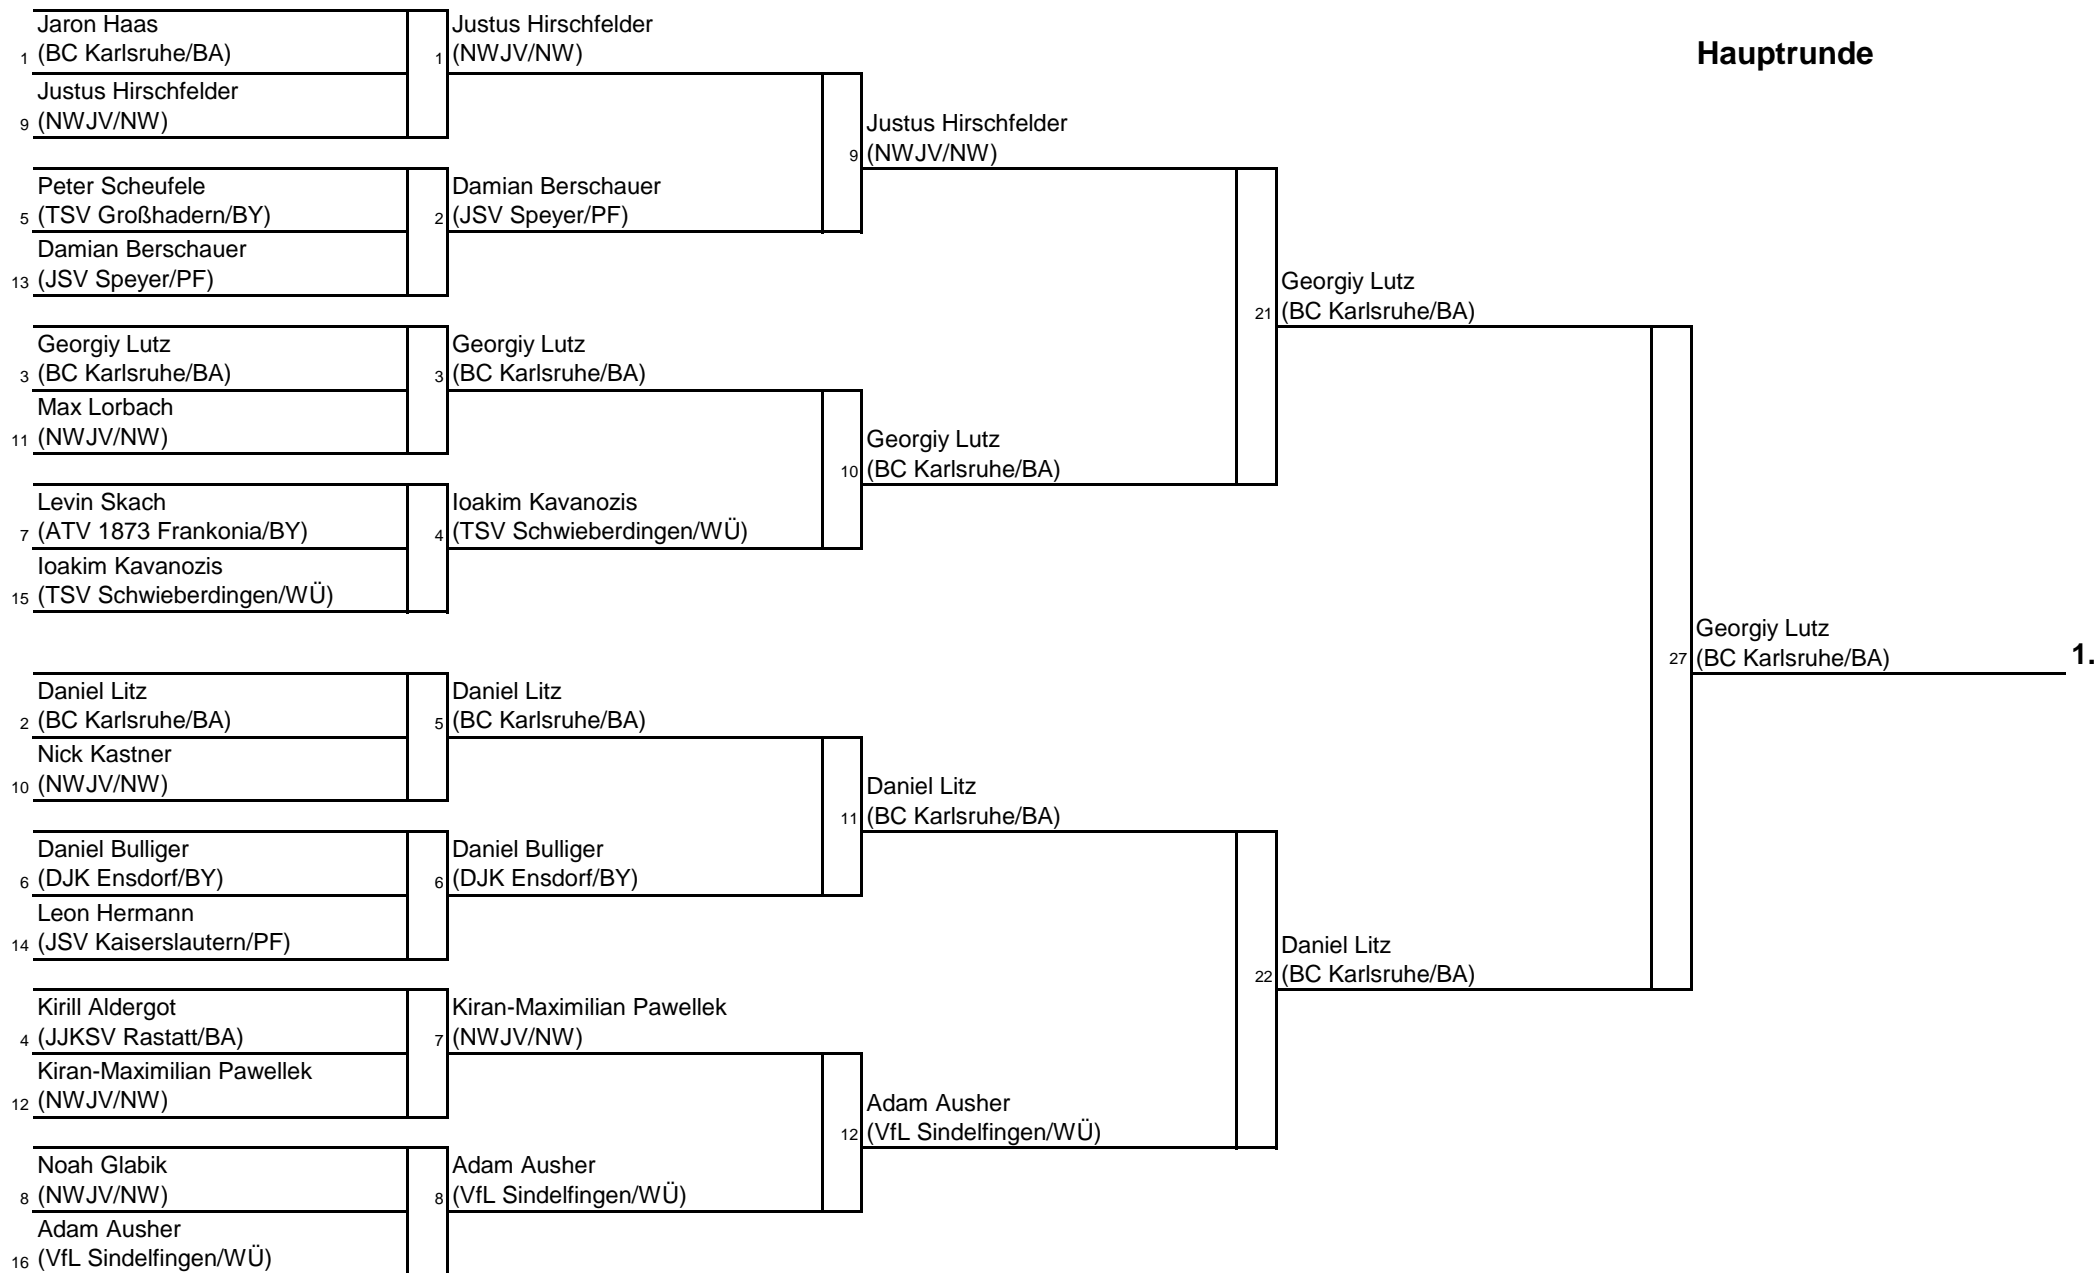 Hauptrunde
Jaron Haas
1 (BC Karlsruhe/BA)
Justus Hirschfelder
9 (NWJV/NW)
Peter Scheufele
5 (TSV Großhadern/BY)
Damian Berschauer
13 (JSV Speyer/PF)
Georgiy Lutz
3 (BC Karlsruhe/BA)
Max Lorbach
11 (NWJV/NW)
Levin Skach
7 (ATV 1873 Frankonia/BY)
Ioakim Kavanozis
15 (TSV Schwieberdingen/WÜ)
Daniel Litz
2 (BC Karlsruhe/BA)
Nick Kastner
10 (NWJV/NW)
Daniel Bulliger
6 (DJK Ensdorf/BY)
Leon Hermann
14 (JSV Kaiserslautern/PF)
Kirill Aldergot
4 (JJKSV Rastatt/BA)
Kiran-Maximilian Pawellek
12 (NWJV/NW)
Noah Glabik
8 (NWJV/NW)
Adam Ausher
16 (VfL Sindelfingen/WÜ)
Justus Hirschfelder
1 (NWJV/NW)
Damian Berschauer
2 (JSV Speyer/PF)
Georgiy Lutz
3 (BC Karlsruhe/BA)
Ioakim Kavanozis
4 (TSV Schwieberdingen/WÜ)
Daniel Litz
5 (BC Karlsruhe/BA)
Daniel Bulliger
6 (DJK Ensdorf/BY)
Kiran-Maximilian Pawellek
7 (NWJV/NW)
Adam Ausher
8 (VfL Sindelfingen/WÜ)
Justus Hirschfelder
9 (NWJV/NW)
Georgiy Lutz
10 (BC Karlsruhe/BA)
Daniel Litz
11 (BC Karlsruhe/BA)
Adam Ausher
12 (VfL Sindelfingen/WÜ)
Georgiy Lutz
21 (BC Karlsruhe/BA)
Daniel Litz
22 (BC Karlsruhe/BA)
Georgiy Lutz
27 (BC Karlsruhe/BA) 1.